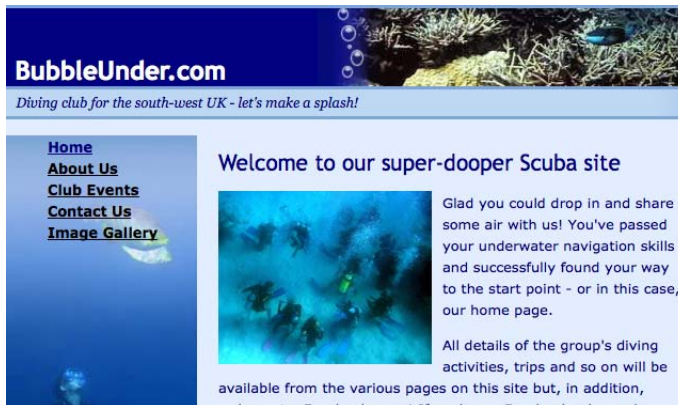 BubbleUnder.com
Diving club for the south-west UK - let's make a splash!
Home
About Us
Club Events
Contact Us
Image Gallery
Welcome to our super-dooper Scuba site
Glad you could drop in and share
some air with us! You've passed
your underwater navigation skills
and successfully found your way
to the start point - or in this case,
our home page.
All details of the group's diving
activities, trips and so on will be
available from the various pages on this site but, in addition,